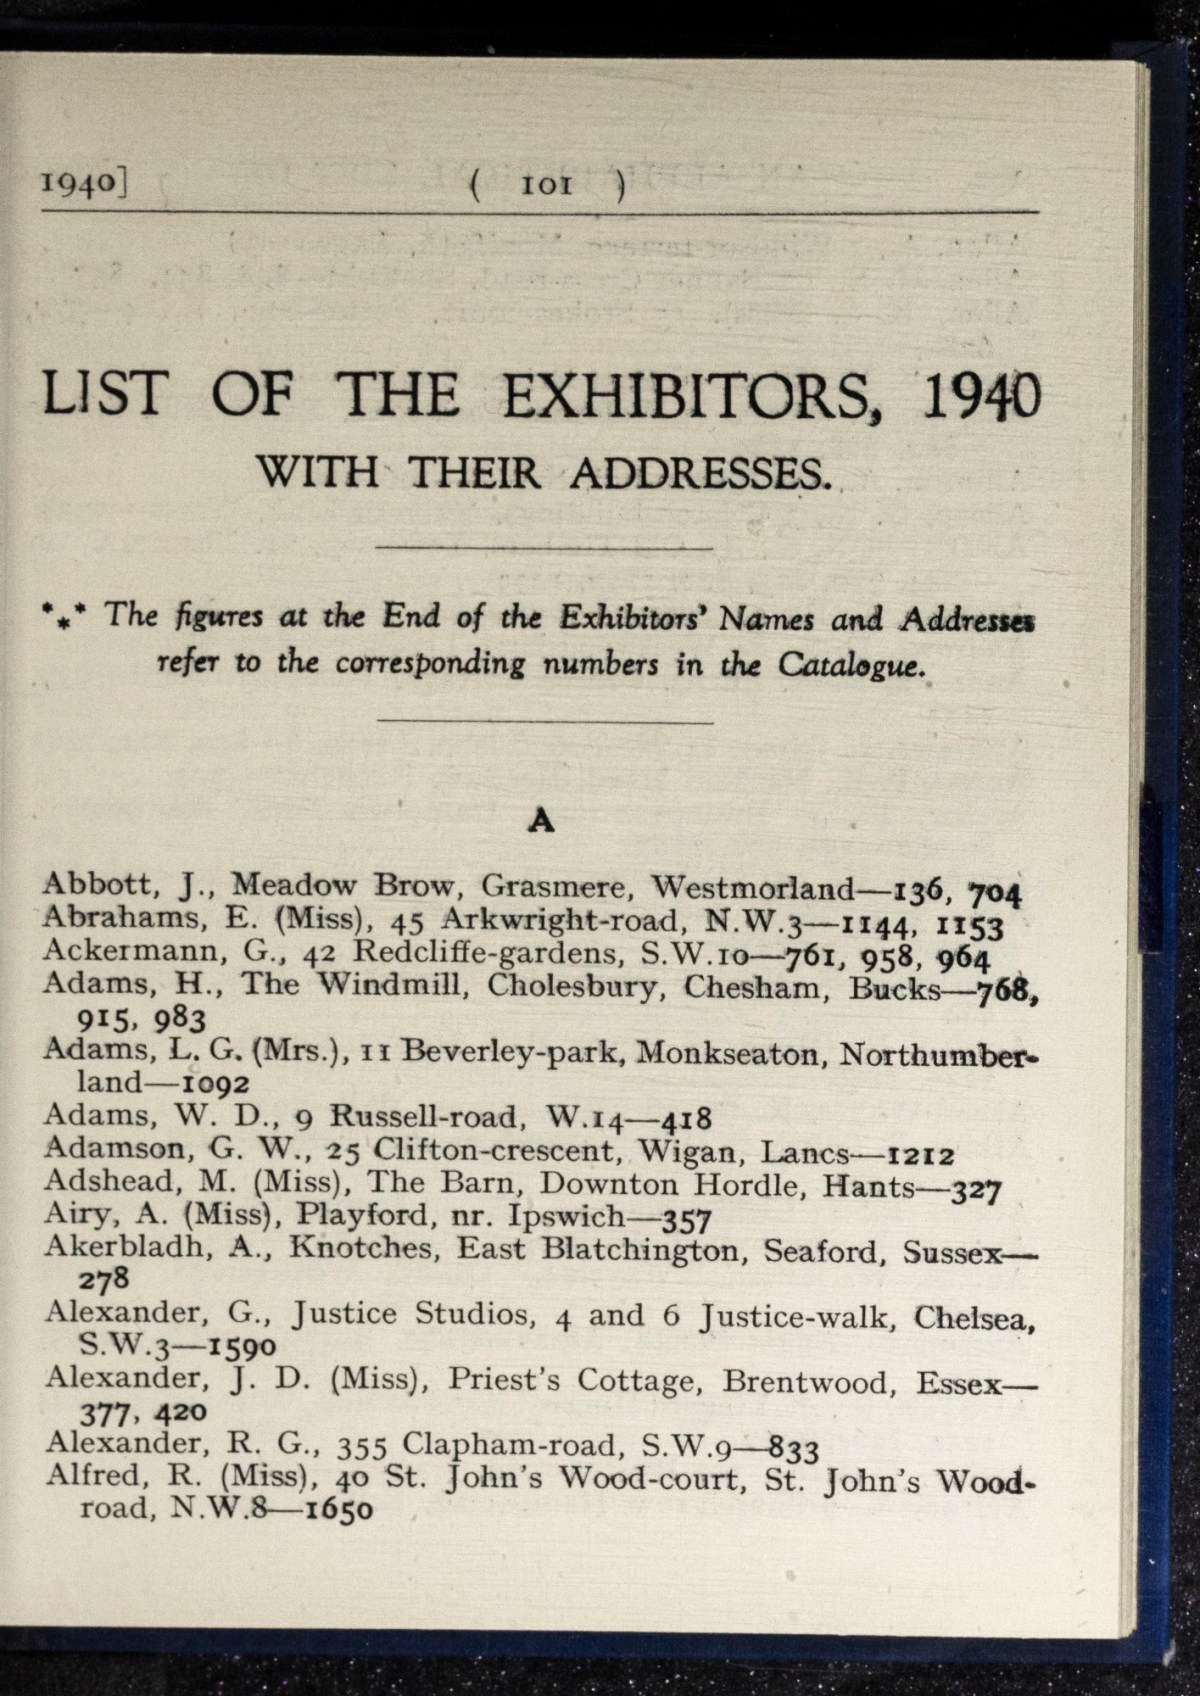 1940] ( 101 )
LIST OF THE EXHIBITORS, 1940
WITH THEIR ADDRESSES.
*** The figures at the End of the Exhibitors' Names and Addresses
refer to the corresponding numbers in the Catalogue.
A
Abbott, J., Meadow Brow, Grasmere, Westmorland—136, 704
Abrahams, E. (Miss), 45 Arkwright-road, N.W.3—1144, 1153
Ackermann, G., 42 Redcliffe-gardens, S.W.10—761, 958, 964
Adams, H., The Windmill, Cholesbury, Chesham, Bucks—768,
915, 983
Adams, L. G. (Mrs.), 11 Beverley-park, Monkseaton, Northumber-
land—1092
Adams, W. D., 9 Russell-road, W.14—418
Adamson, G. W., 25 Clifton-crescent, Wigan, Lancs—1212
Adshead, M. (Miss), The Barn, Downton Hordle, Hants—327
Airy, A. (Miss), Playford, nr. Ipswich—357
Akerbladh, A., Knotches, East Blatchington, Seaford, Sussex—
278
Alexander, G., Justice Studios, 4 and 6 Justice-walk, Chelsea,
S.W.3—1590
Alexander, J. D. (Miss), Priest's Cottage, Brentwood, Essex—
377, 420
Alexander, R. G., 355 Clapham-road, S.W.9—833
Alfred, R. (Miss), 40 St. John's Wood-court, St. John's Wood-
road, N.W.8—1650